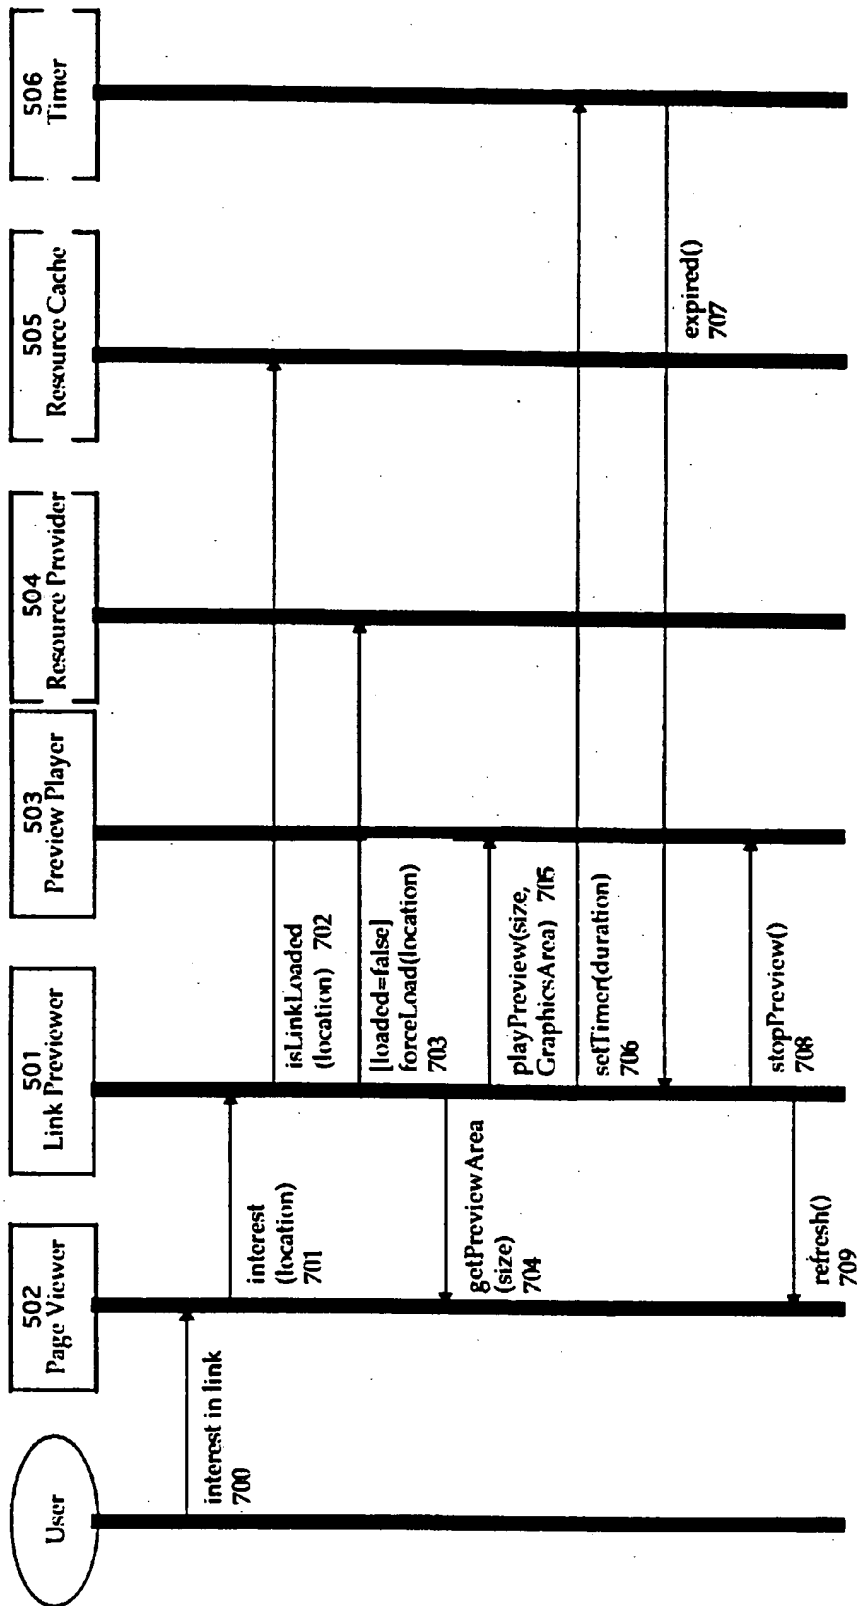 User
502
Page Viewer
501
Link Previewer
503
Preview Player
504
Resource Provider
505
Resource Cache
506
Timer
interest in link
700
interest
(location)
701
isLinkLoaded
(location) 702
[loaded=false]
forceLoad(location)
703
getPreviewArea
(size)
704
playPreview(size,
GraphicsArea) 705
setTimer(duration)
706
expired()
707
stopPreview()
708
refresh()
709